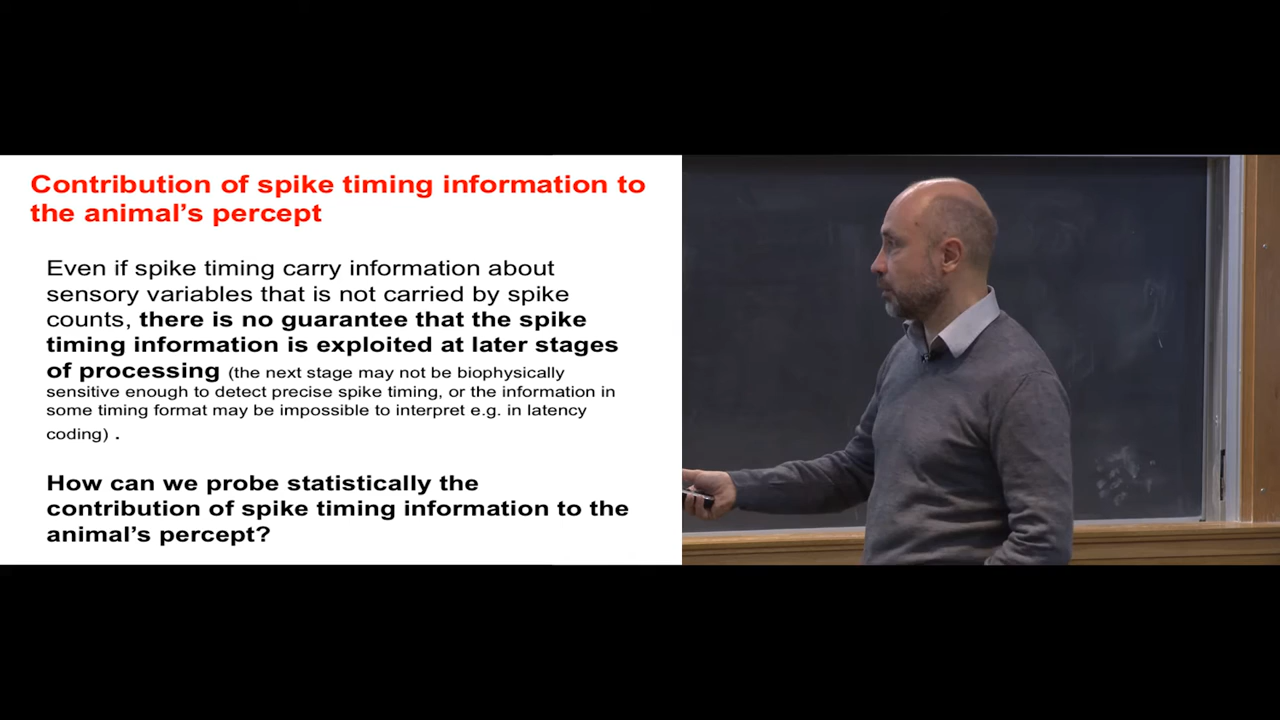 Contribution of spike timing information to
the animal’s percept
Even if spike timing carry information about
sensory variables that is not carried by spike
counts, there is no guarantee that the spike
timing information is exploited at later stages
of processing (the next stage may not be biophysically
sensitive enough to detect precise spike timing, or the information in
some timing format may be impossible to interpret e.g. in latency
coding) .
How can we probe statistically the
contribution of spike timing information to the
animal’s percept?